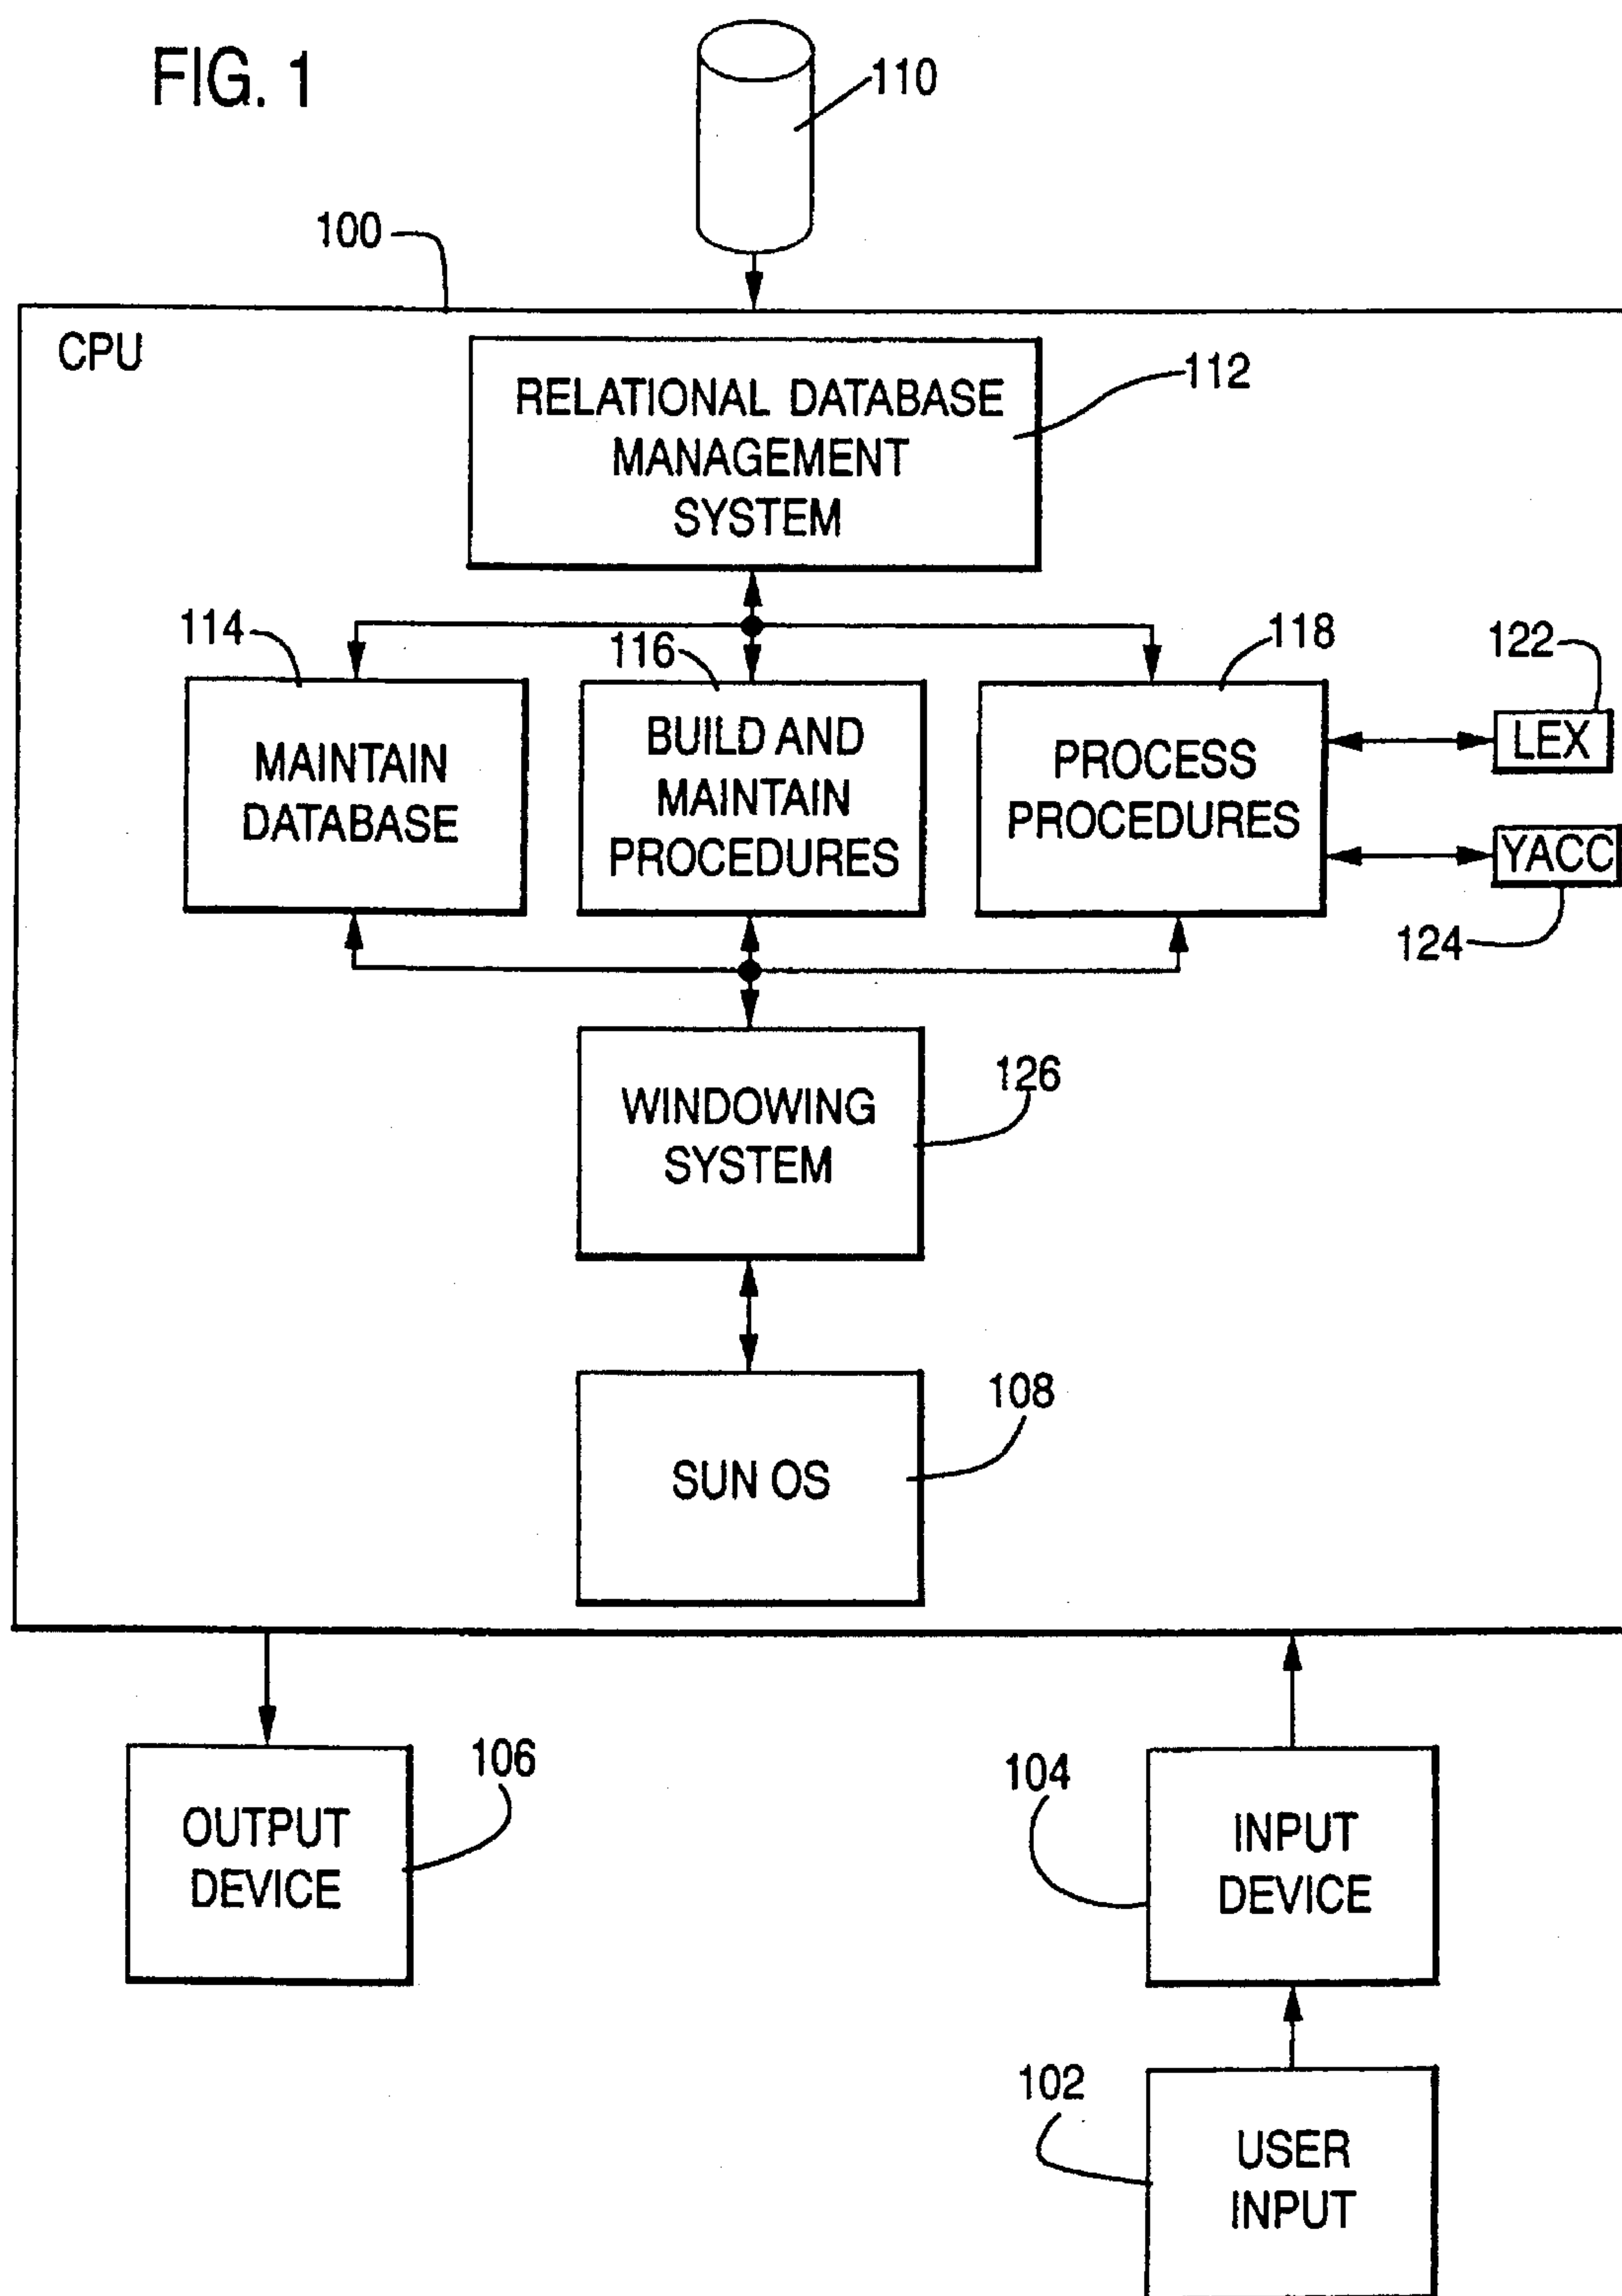 FIG. 1
110
100
CPU
RELATIONAL DATABASE
MANAGEMENT
SYSTEM
112
114
116
118
122
MAINTAIN
DATABASE
BUILD AND
MAINTAIN
PROCEDURES
PROCESS
PROCEDURES
LEX
YACC
124
WINDOWING
SYSTEM
126
SUN OS
108
OUTPUT
DEVICE
106
104
INPUT
DEVICE
102
USER
INPUT